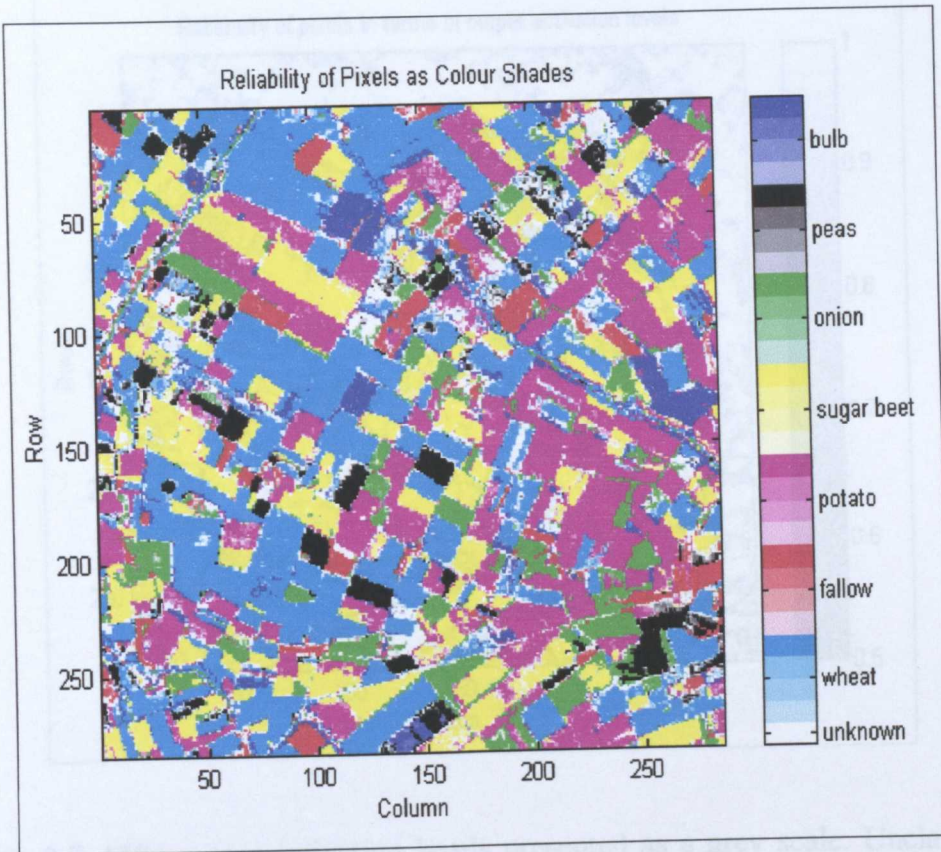 Reliability of Pixels as Colour Shades
Row
50
100
150
200
250
50
100
150
200
250
Column
bulb
peas
onion
sugar beet
potato
fallow
wheat
unknown